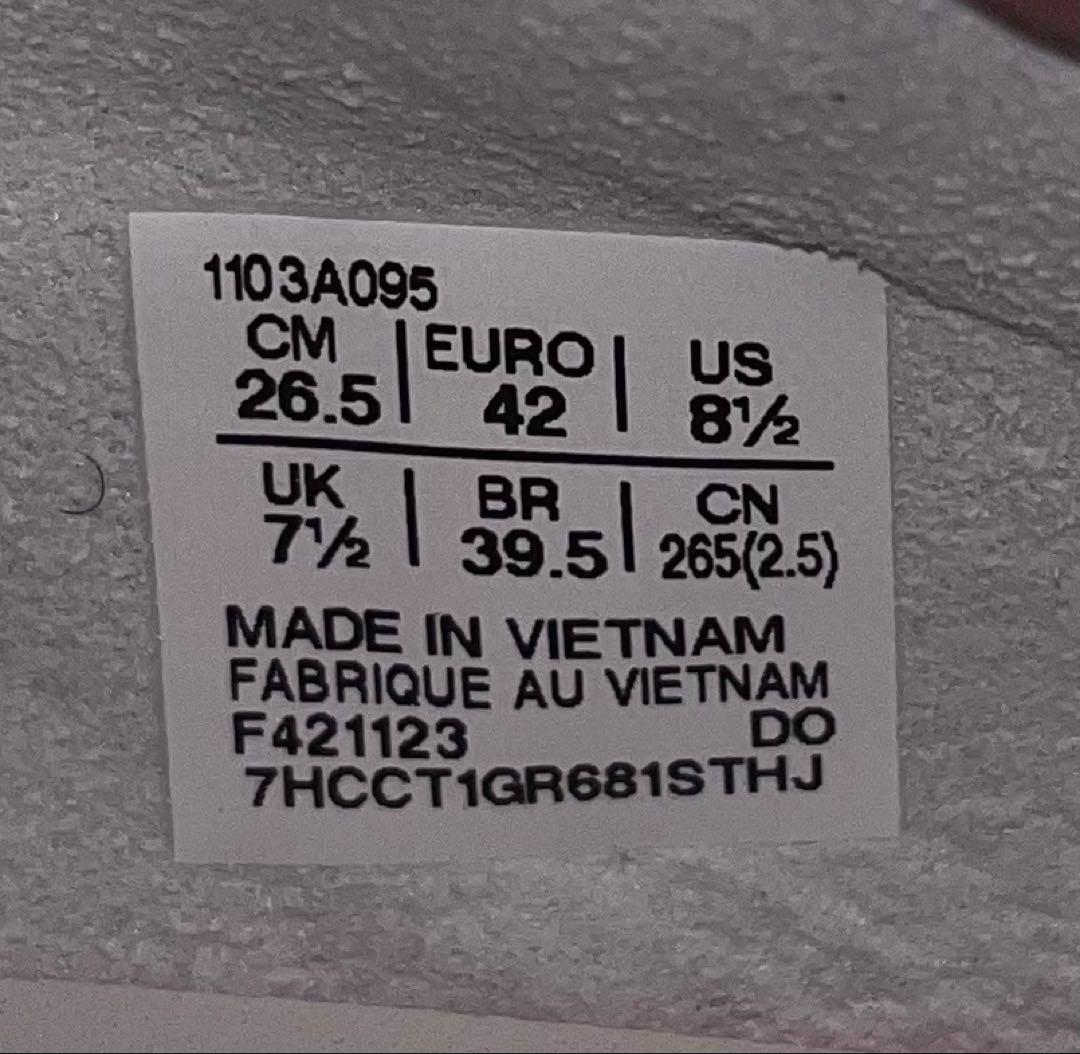 1103A095
CM | EURO | US
26.5 | 42 | 8½
UK | BR | CN
7½ | 39.5 | 265(2.5)
MADE IN VIETNAM
FABRIQUE AU VIETNAM
F421123 DO
7HCCT1GR681STHJ